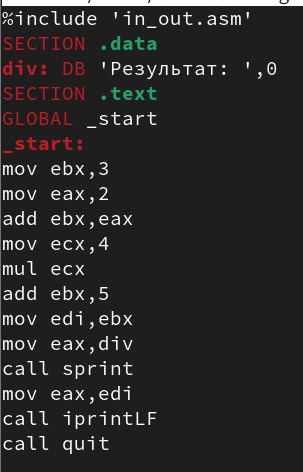 %include 'in_out.asm'
SECTION .data
div: DB 'Результат: ',0
SECTION .text
GLOBAL _start
_start:
mov ebx,3
mov eax,2
add ebx,eax
mov ecx,4
mul ecx
add ebx,5
mov edi,ebx
mov eax,div
call sprint
mov eax,edi
call iprintLF
call quit